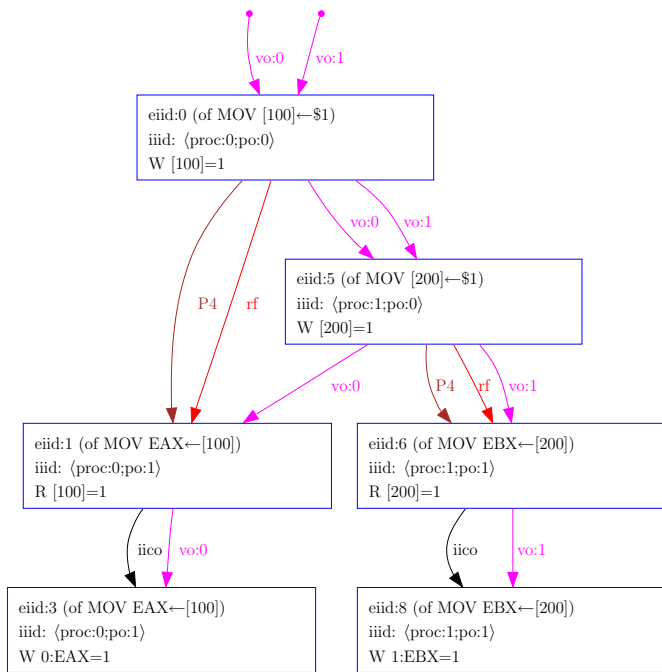 vo:0
vo:1
eiid:0 (of MOV [100]←$1)
iiid: ⟨proc:0;po:0⟩
W [100]=1
vo:0
vo:1
eiid:5 (of MOV [200]←$1)
iiid: ⟨proc:1;po:0⟩
W [200]=1
P4
rf
vo:0
P4
rf
vo:1
eiid:1 (of MOV EAX←[100])
iiid: ⟨proc:0;po:1⟩
R [100]=1
eiid:6 (of MOV EBX←[200])
iiid: ⟨proc:1;po:1⟩
R [200]=1
iico
vo:0
iico
vo:1
eiid:3 (of MOV EAX←[100])
iiid: ⟨proc:0;po:1⟩
W 0:EAX=1
eiid:8 (of MOV EBX←[200])
iiid: ⟨proc:1;po:1⟩
W 1:EBX=1